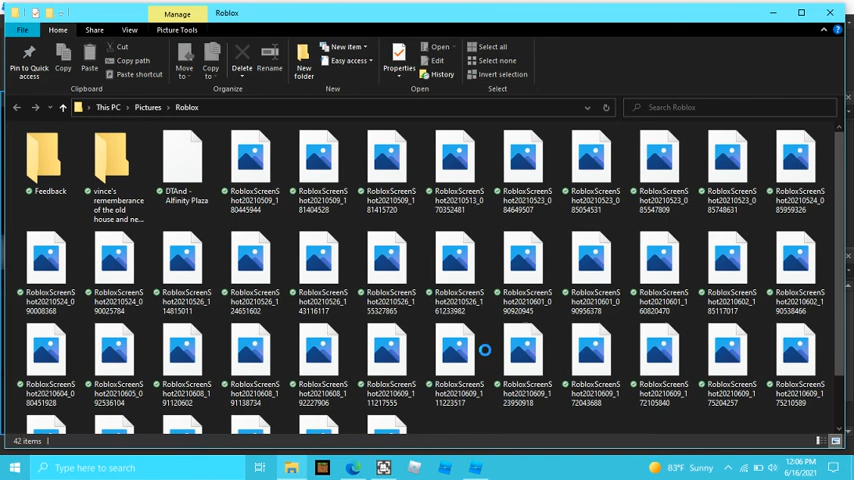 Manage
Roblox
File
Home
Share
View
Picture Tools
Pin to Quick access
Copy
Paste
Cut
Copy path
Paste shortcut
Clipboard
Move to
Copy to
Delete
Rename
Organize
New folder
New item
Easy access
New
Properties
Open
Edit
History
Open
Select all
Select none
Invert selection
Select
This PC > Pictures > Roblox
Search Roblox
Feedback
vince's rememberance of the old house and ne...
DTAnd - Alfinity Plaza
RobloxScreenShot20210509_180445944
RobloxScreenShot20210509_181404528
RobloxScreenShot20210509_181415720
RobloxScreenShot20210513_070352481
RobloxScreenShot20210523_084649507
RobloxScreenShot20210523_085054531
RobloxScreenShot20210523_085547809
RobloxScreenShot20210523_085748631
RobloxScreenShot20210524_085959326
RobloxScreenShot20210524_090008368
RobloxScreenShot20210524_090025784
RobloxScreenShot20210526_114815011
RobloxScreenShot20210526_124651602
RobloxScreenShot20210526_143116117
RobloxScreenShot20210526_155327865
RobloxScreenShot20210526_161233982
RobloxScreenShot20210601_090920945
RobloxScreenShot20210601_090956378
RobloxScreenShot20210601_160820470
RobloxScreenShot20210602_185117017
RobloxScreenShot20210602_190538466
RobloxScreenShot20210604_080451928
RobloxScreenShot20210605_092536104
RobloxScreenShot20210608_191120602
RobloxScreenShot20210608_191138734
RobloxScreenShot20210608_192227906
RobloxScreenShot20210609_111217555
RobloxScreenShot20210609_111223517
RobloxScreenShot20210609_123950918
RobloxScreenShot20210609_172043688
RobloxScreenShot20210609_172105840
RobloxScreenShot20210609_175204257
RobloxScreenShot20210609_175210589
42 items
Type here to search
83°F Sunny
12:06 PM
6/16/2021